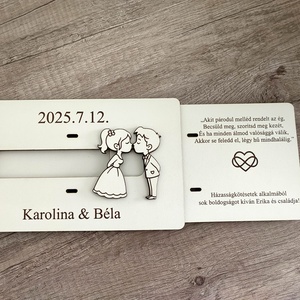 2025.7.12.
Karolina & Béla
„Akit párodul melléd rendelt az ég,
Becsüld meg, szorítsd meg kezét,
És ha minden álmod valósággá válik,
Akkor se feledd el, légy hű mindhalálig.”
Házasságkötésetek alkalmából
sok boldogságot kíván Erika és családja!